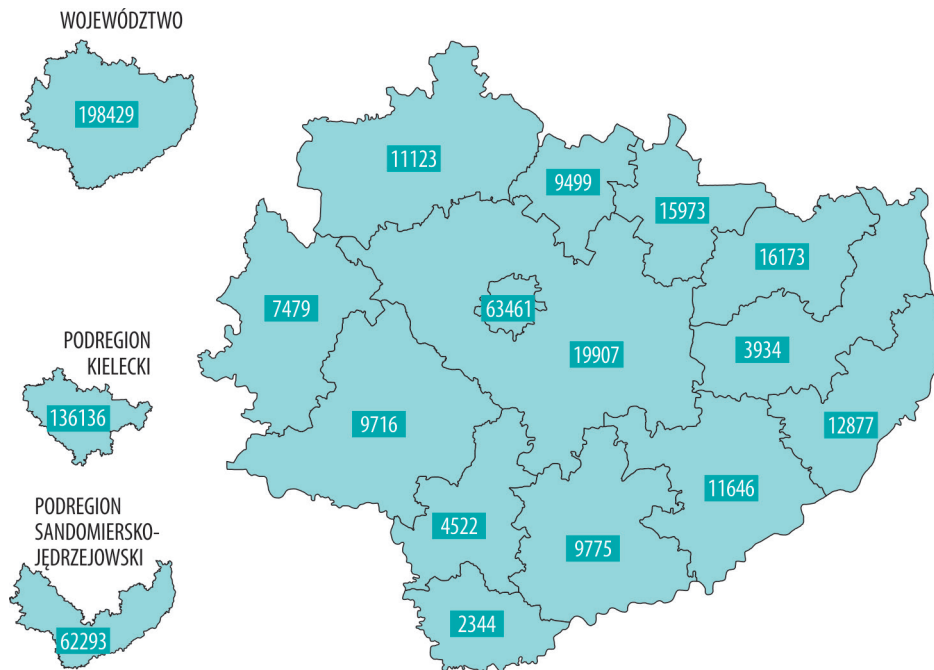 WOJEWÓDZTWO
198429
PODREGION
KIELECKI
136136
PODREGION
SANDOMIERSKO-
JĘDRZEJOWSKI
62293
11123
9499
15973
16173
7479
63461
19907
3934
9716
12877
11646
4522
9775
2344